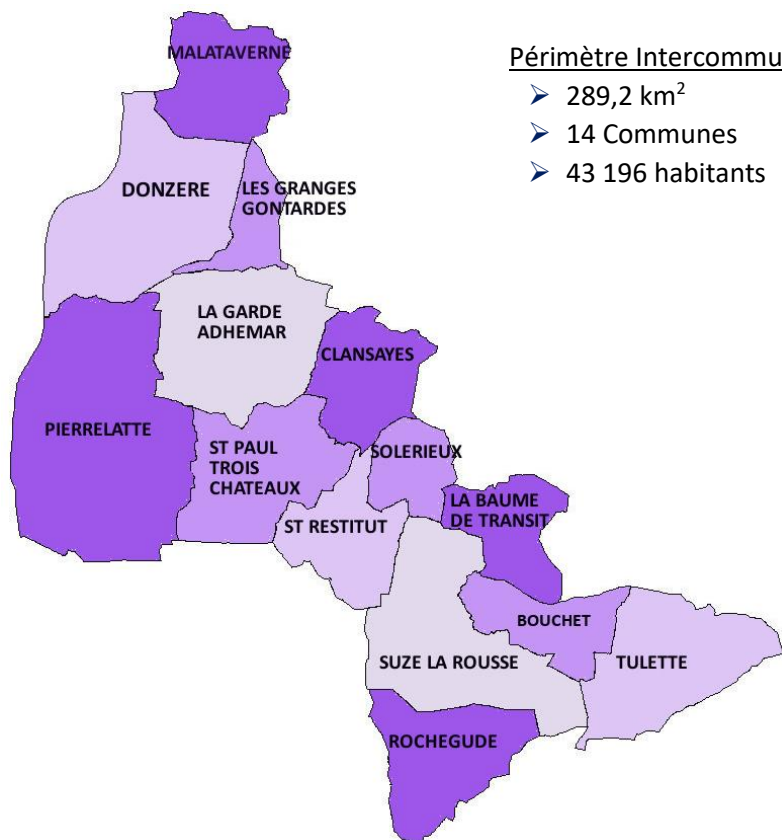 MALATAVERNE
Périmètre Intercommu
➢ 289,2 km²
➢ 14 Communes
➢ 43 196 habitants
DONZERE
LES GRANGES
GONTARDES
LA GARDE
ADHEMAR
CLANSAYES
PIERRELATTE
ST PAUL
TROIS
CHATEAUX
SOLERIEUX
LA BAUME
DE TRANSIT
ST RESTITUT
BOUCHET
SUZE LA ROUSSE
TULETTE
ROCHEGUDE